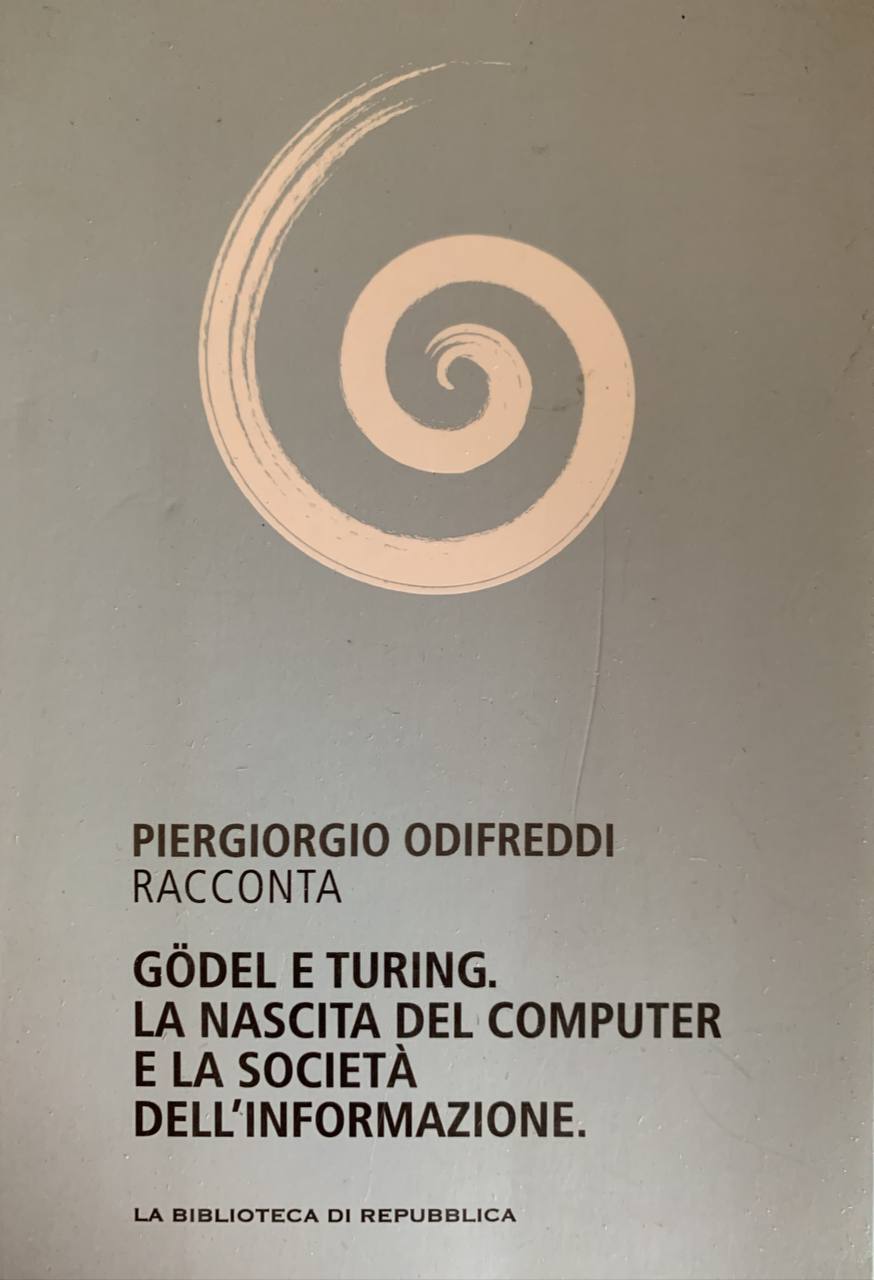 PIERGIORGIO ODIFREDDI
RACCONTA
GÖDEL E TURING.
LA NASCITA DEL COMPUTER
E LA SOCIETÀ
DELL'INFORMAZIONE.
LA BIBLIOTECA DI REPUBBLICA